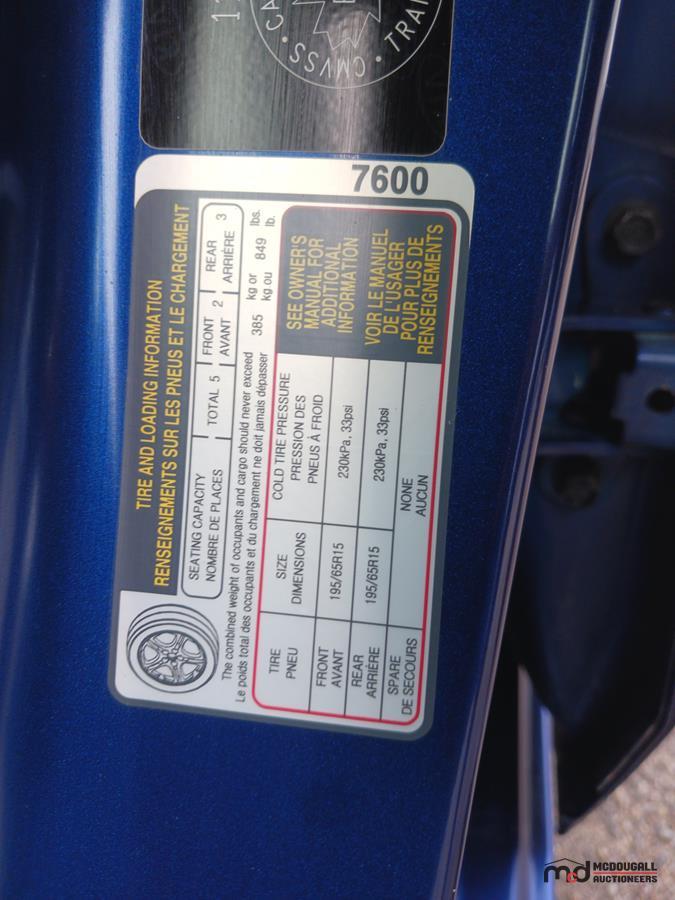 11
CMVSS
CA
TRA
7600
TIRE AND LOADING INFORMATION
RENSEIGNEMENTS SUR LES PNEUS ET LE CHARGEMENT
SEATING CAPACITY
NOMBRE DE PLACES
TOTAL 5
FRONT
AVANT
2
REAR
ARRIÈRE
3
The combined weight of occupants and cargo should never exceed 385 kg or 849 lbs.
Le poids total des occupants et du chargement ne doit jamais dépasser kg ou lb.
TIRE
PNEU
SIZE
DIMENSIONS
COLD TIRE PRESSURE
PRESSION DES
PNEUS À FROID
FRONT
AVANT
195/65R15
230kPa, 33psi
REAR
ARRIÈRE
195/65R15
230kPa, 33psi
SPARE
DE SECOURS
NONE
AUCUN
SEE OWNER'S
MANUAL FOR
ADDITIONAL
INFORMATION
VOIR LE MANUEL
DE L'USAGER
POUR PLUS DE
RENSEIGNEMENTS
md MCDOUGALL
AUCTIONEERS